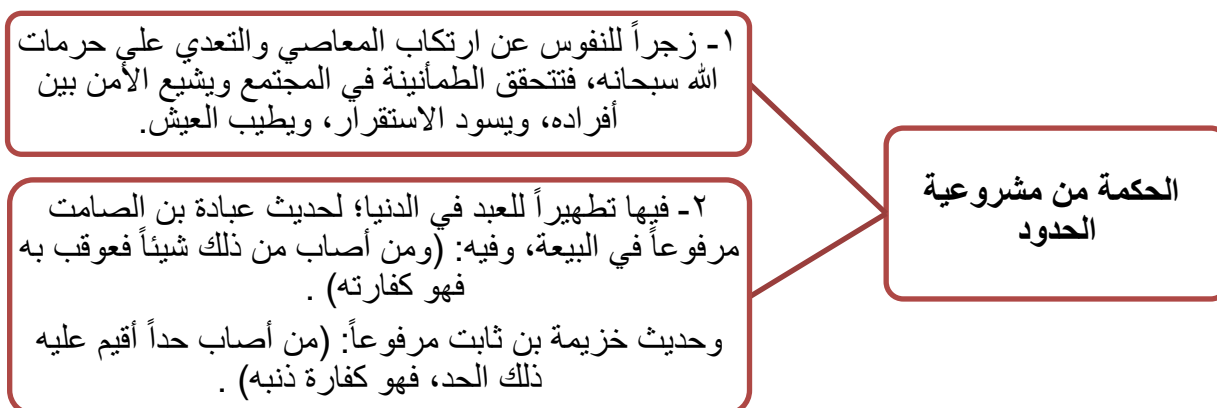 الحكمة من مشروعية
الحدود
١- زجراً للنفوس عن ارتكاب المعاصي والتعدي على حرمات
الله سبحانه، فتتحقق الطمأنينة في المجتمع ويشيع الأمن بين
أفراده، ويسود الاستقرار، ويطيب العيش.
٢- فيها تطهيراً للعبد في الدنيا؛ لحديث عبادة بن الصامت
مرفوعاً في البيعة، وفيه: (ومن أصاب من ذلك شيئاً فعوقب به
فهو كفارته) .
وحديث خزيمة بن ثابت مرفوعاً: (من أصاب حداً أقيم عليه
ذلك الحد، فهو كفارة ذنبه) .